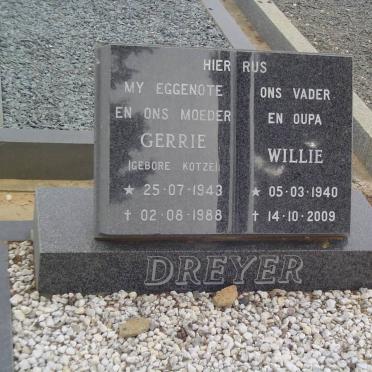 HIER RUS
MY EGGENOTE
EN ONS MOEDER
GERRIE
(GEBORE KOTZE)
★ 25·07·1943
✝ 02·08·1988
ONS VADER
EN OUPA
WILLIE
★ 05·03·1940
✝ 14·10·2009
DREYER